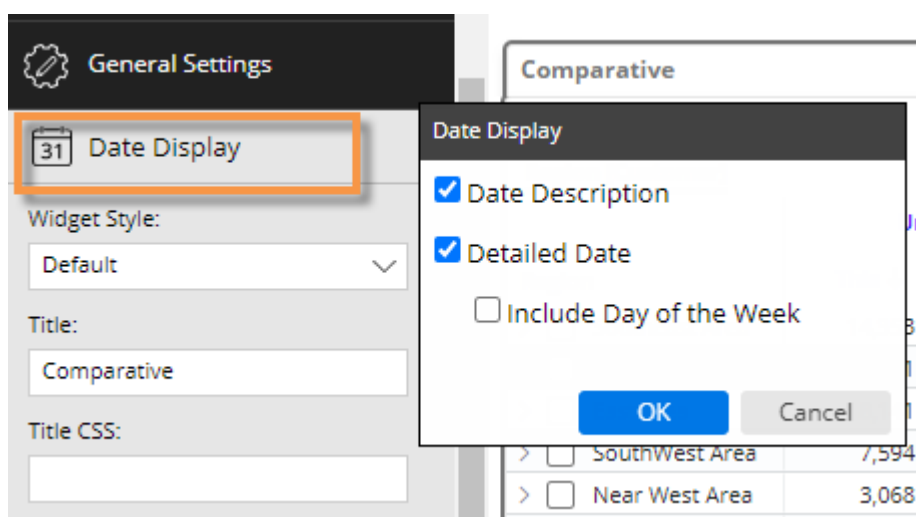 General Settings
31 Date Display
Widget Style:
Default
Title:
Comparative
Title CSS:
Comparative
Date Display
Date Description
Detailed Date
Include Day of the Week
OK Cancel
SouthWest Area 7,594
Near West Area 3,068